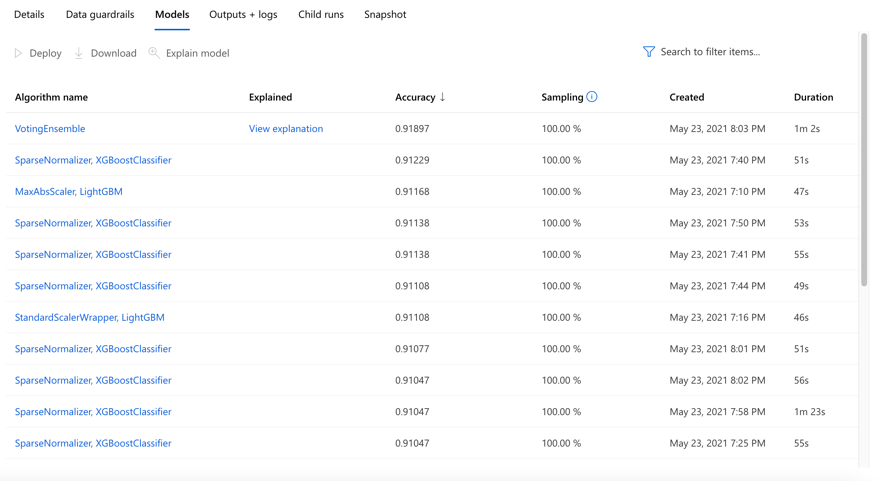 Details Data guardrails Models Outputs + logs Child runs Snapshot
Deploy Download Explain model Search to filter items...
Algorithm name Explained Accuracy ↓ Sampling Created Duration
VotingEnsemble View explanation 0.91897 100.00 % May 23, 2021 8:03 PM 1m 2s
SparseNormalizer, XGBoostClassifier 0.91229 100.00 % May 23, 2021 7:40 PM 51s
MaxAbsScaler, LightGBM 0.91168 100.00 % May 23, 2021 7:10 PM 47s
SparseNormalizer, XGBoostClassifier 0.91138 100.00 % May 23, 2021 7:50 PM 53s
SparseNormalizer, XGBoostClassifier 0.91138 100.00 % May 23, 2021 7:41 PM 55s
SparseNormalizer, XGBoostClassifier 0.91108 100.00 % May 23, 2021 7:44 PM 49s
StandardScalerWrapper, LightGBM 0.91108 100.00 % May 23, 2021 7:16 PM 46s
SparseNormalizer, XGBoostClassifier 0.91077 100.00 % May 23, 2021 8:01 PM 51s
SparseNormalizer, XGBoostClassifier 0.91047 100.00 % May 23, 2021 8:02 PM 56s
SparseNormalizer, XGBoostClassifier 0.91047 100.00 % May 23, 2021 7:58 PM 1m 23s
SparseNormalizer, XGBoostClassifier 0.91047 100.00 % May 23, 2021 7:25 PM 55s